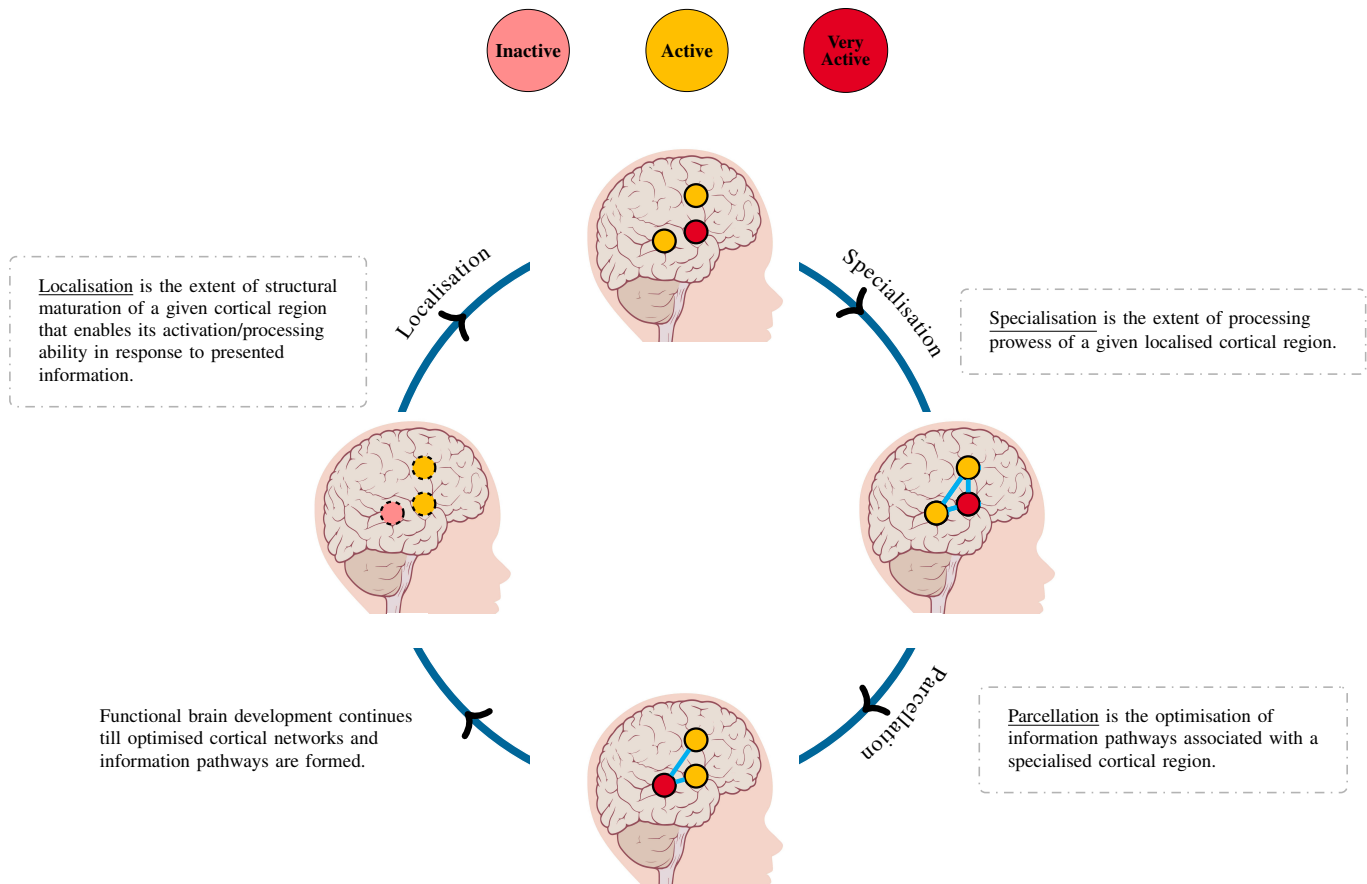 Inactive
Active
Very
Active
Localisation
Specialisation
Localisation is the extent of structural
maturation of a given cortical region
that enables its activation/processing
ability in response to presented
information.
Specialisation is the extent of processing
prowess of a given localised cortical region.
Parcellation
Functional brain development continues
till optimised cortical networks and
information pathways are formed.
Parcellation is the optimisation of
information pathways associated with a
specialised cortical region.